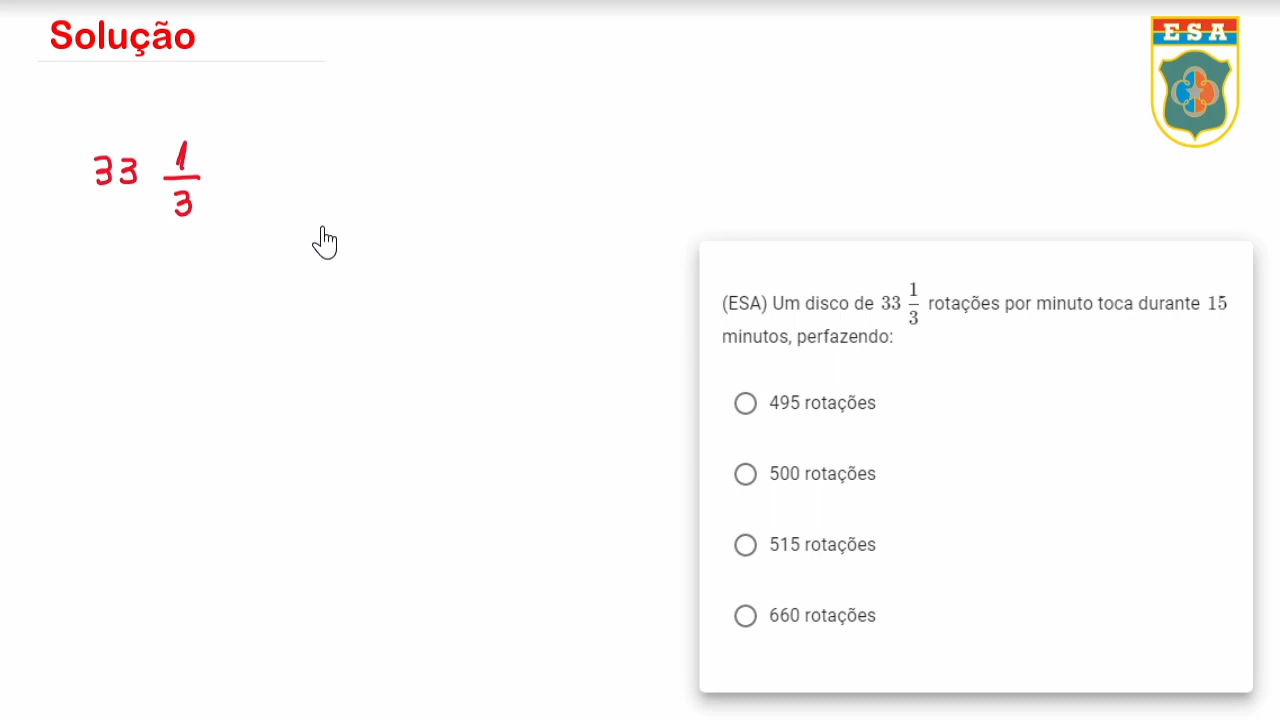 Solução
ESA
33 1/3
(ESA) Um disco de 33 1/3 rotações por minuto toca durante 15
minutos, perfazendo:
495 rotações
500 rotações
515 rotações
660 rotações